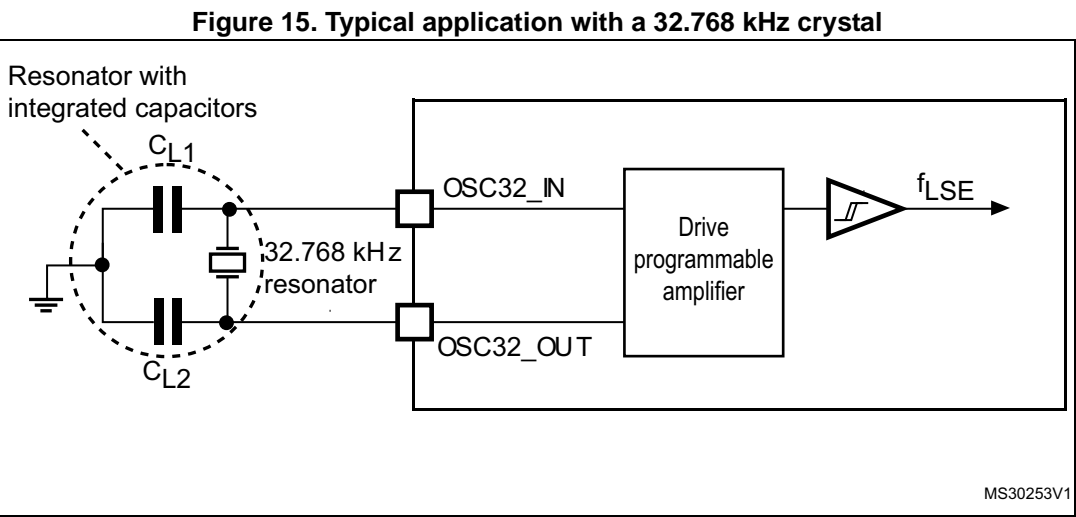 Figure 15. Typical application with a 32.768 kHz crystal
Resonator with
integrated capacitors
CL1
OSC32_IN
fLSE
Drive
programmable
amplifier
32.768 kHz
resonator
OSC32_OUT
CL2
MS30253V1